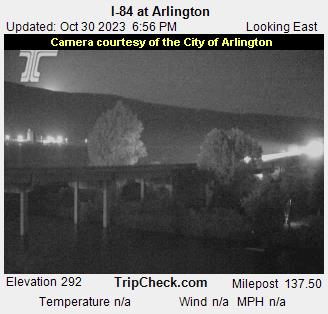 I-84 at Arlington
Updated: Oct 30 2023 6:56 PM Looking East
Camera courtesy of the City of Arlington
Elevation 292 TripCheck.com Milepost 137.50
Temperature n/a Wind n/a MPH n/a